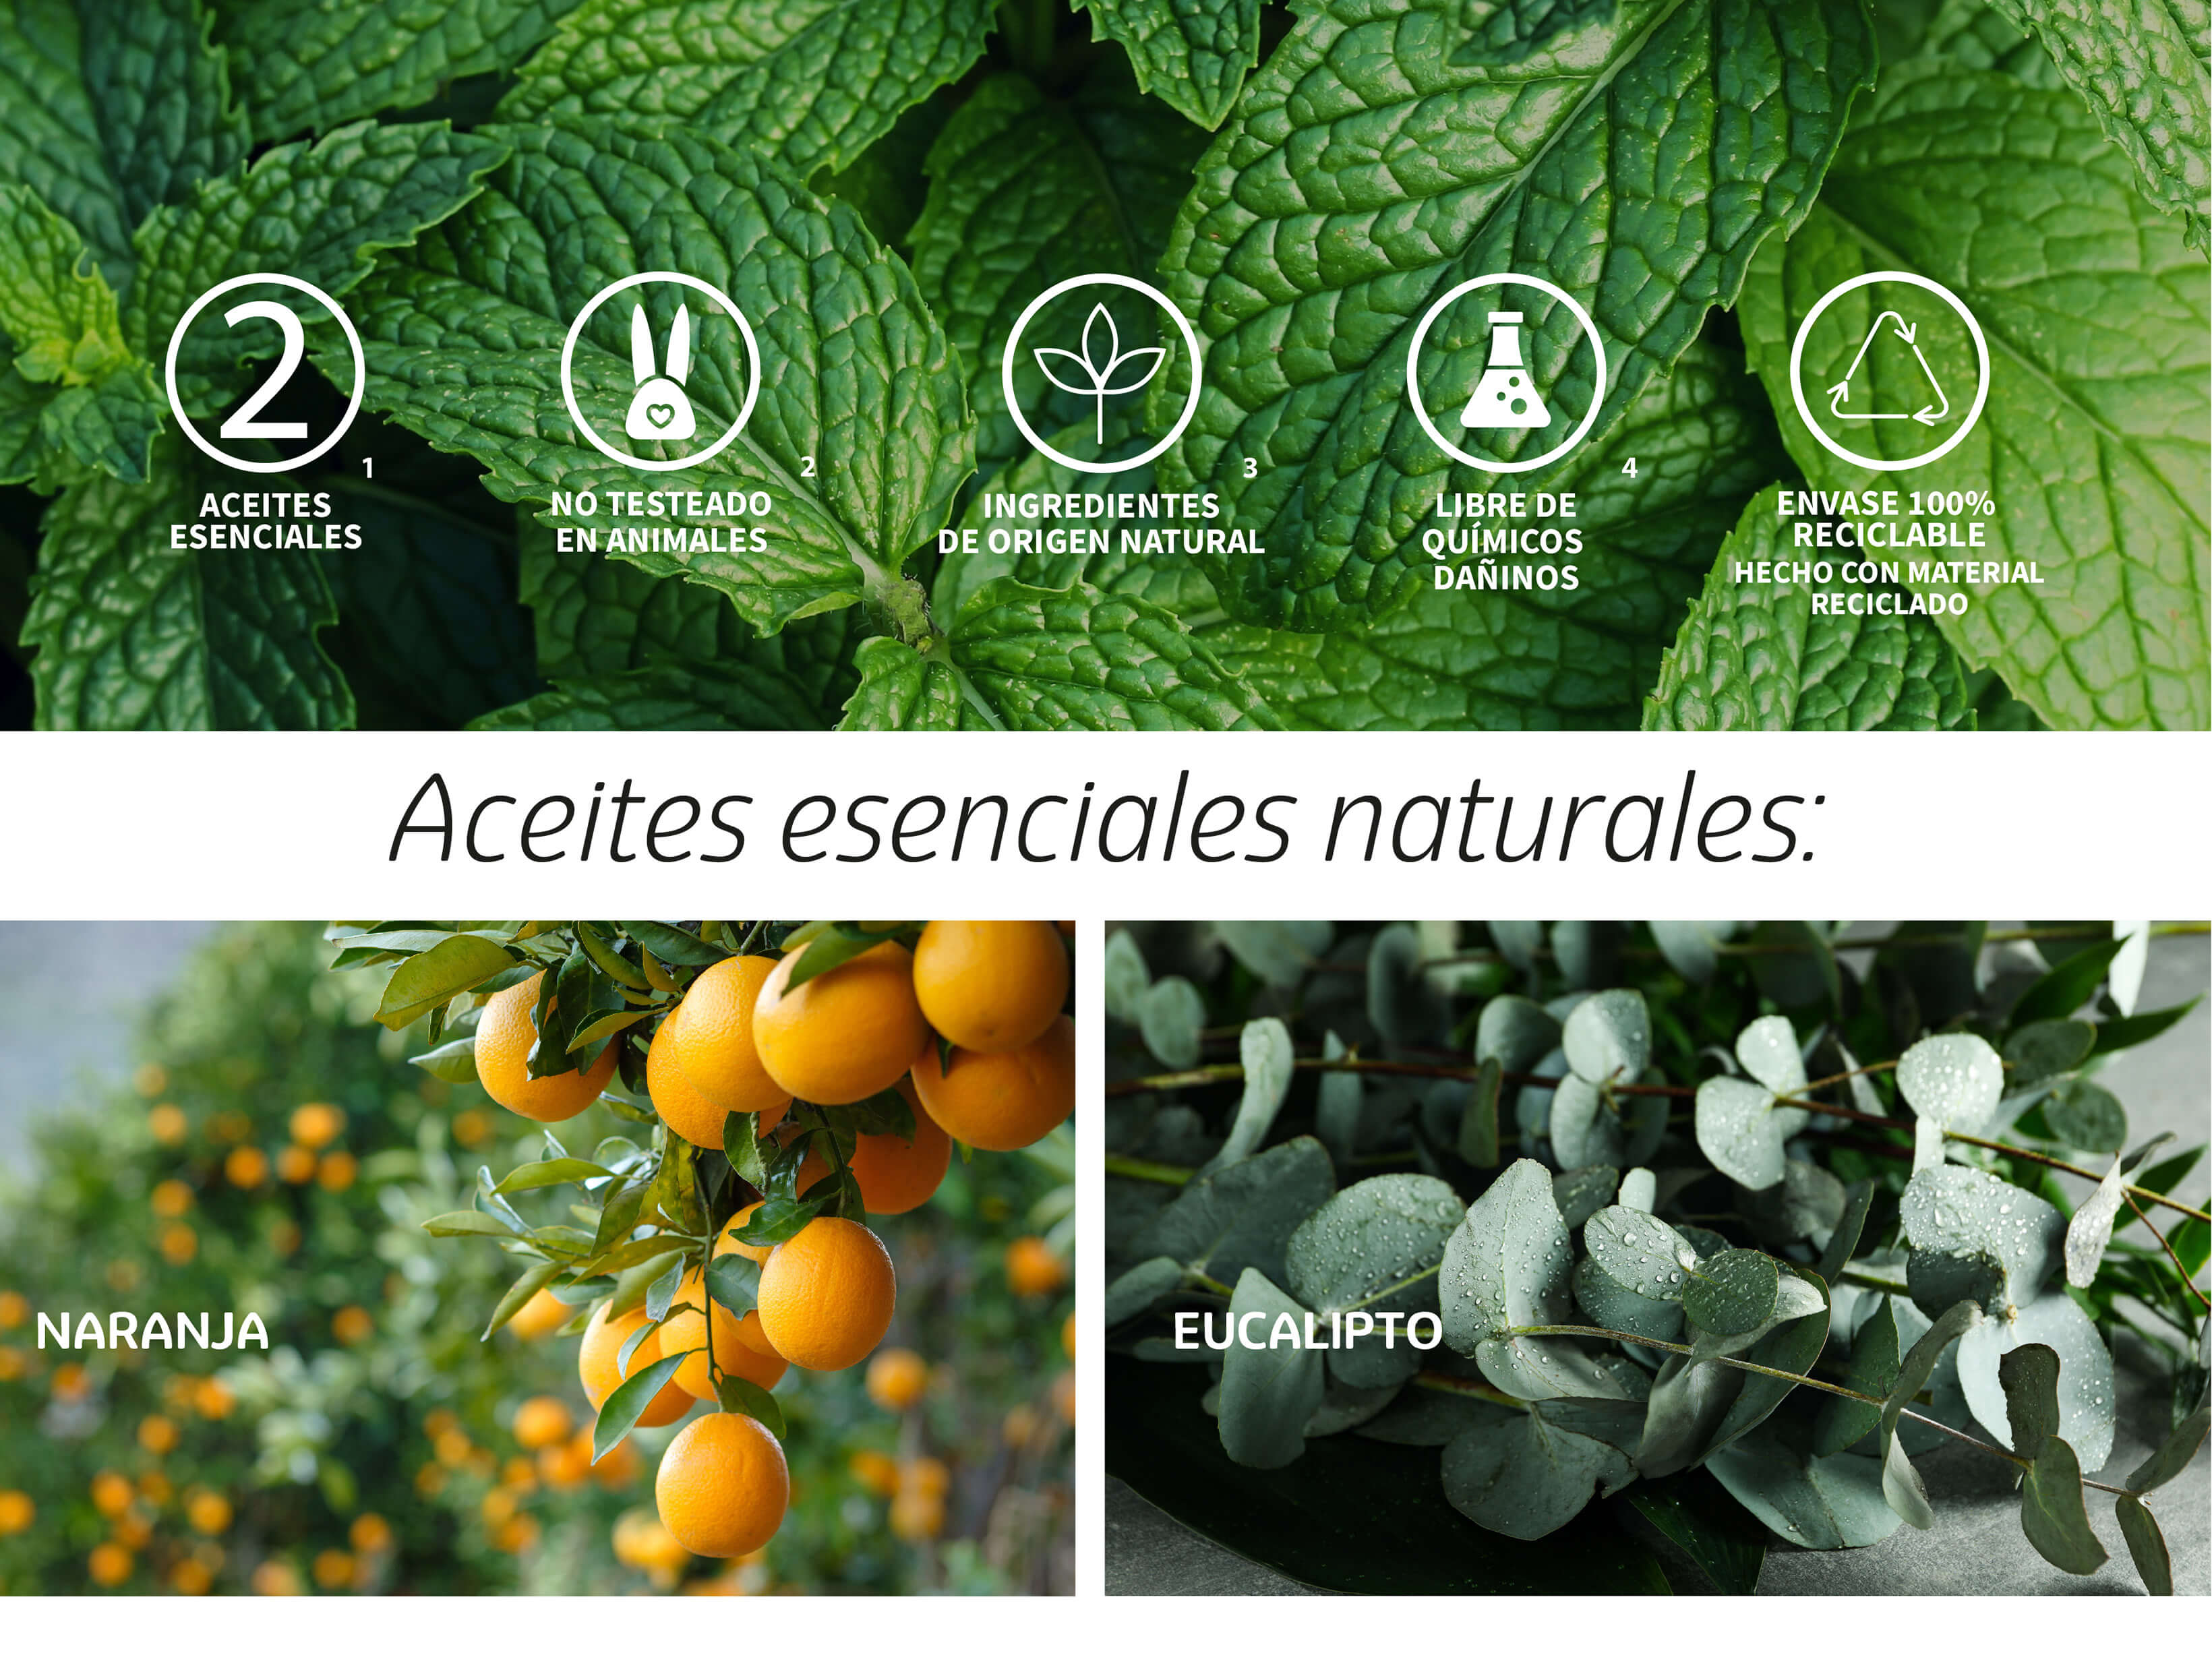 2
1
ACEITES
ESENCIALES
2
NO TESTEADO
EN ANIMALES
3
INGREDIENTES
DE ORIGEN NATURAL
4
LIBRE DE
QUÍMICOS
DAÑINOS
ENVASE 100%
RECICLABLE
HECHO CON MATERIAL
RECICLADO
Aceites esenciales naturales:
NARANJA
EUCALIPTO